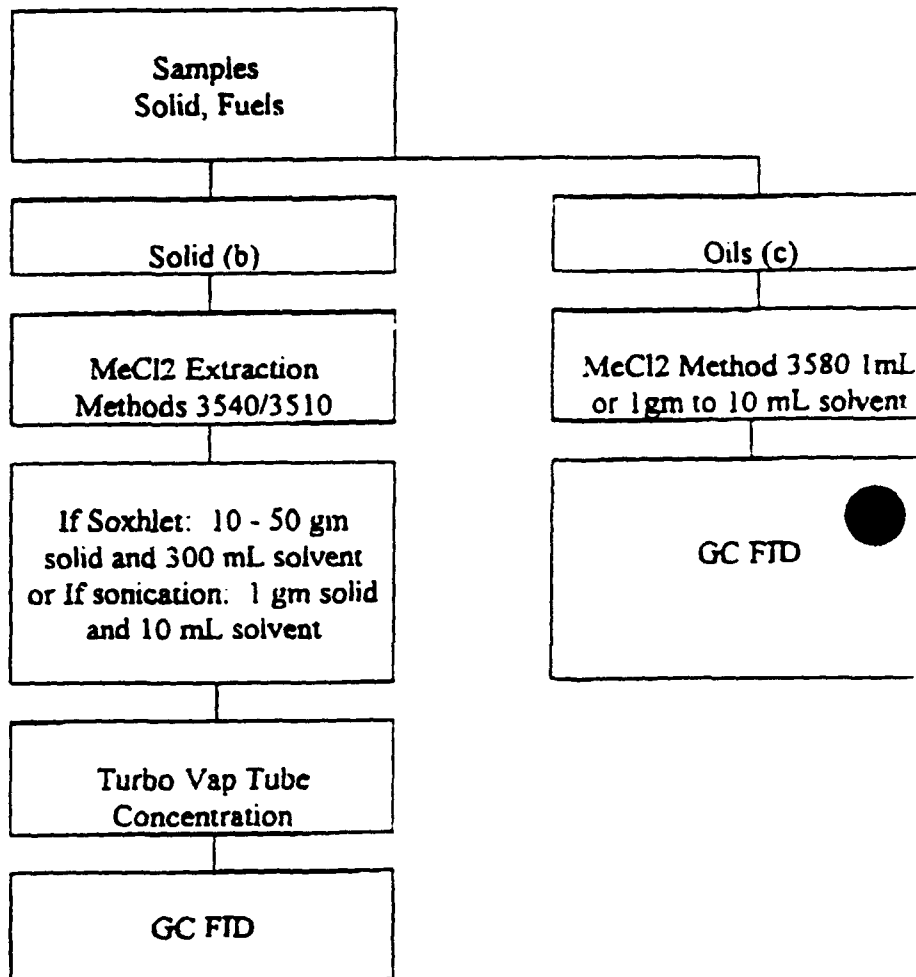 Samples
Solid, Fuels
Solid (b)
Oils (c)
MeCl2 Extraction
Methods 3540/3510
MeCl2 Method 3580 1mL
or 1gm to 10 mL solvent
If Soxhlet: 10 - 50 gm
solid and 300 mL solvent
or If sonication: 1 gm solid
and 10 mL solvent
GC FID
Turbo Vap Tube
Concentration
GC FID